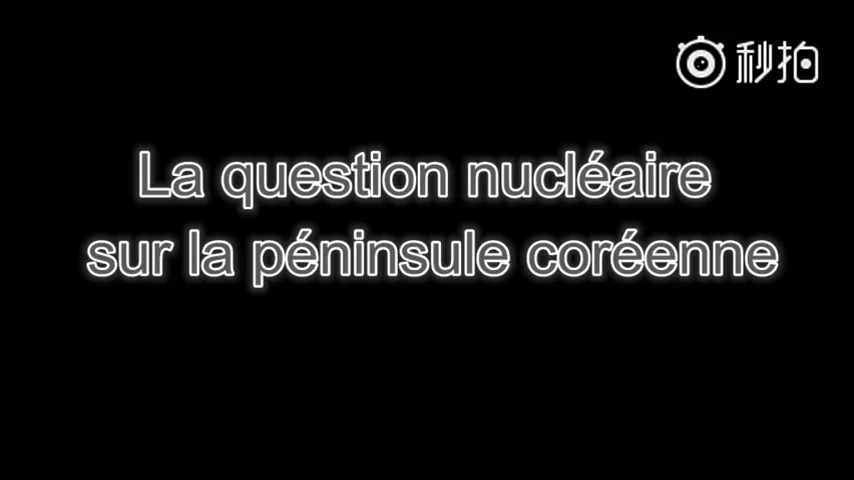 秒拍
La question nucléaire
sur la péninsule coréenne